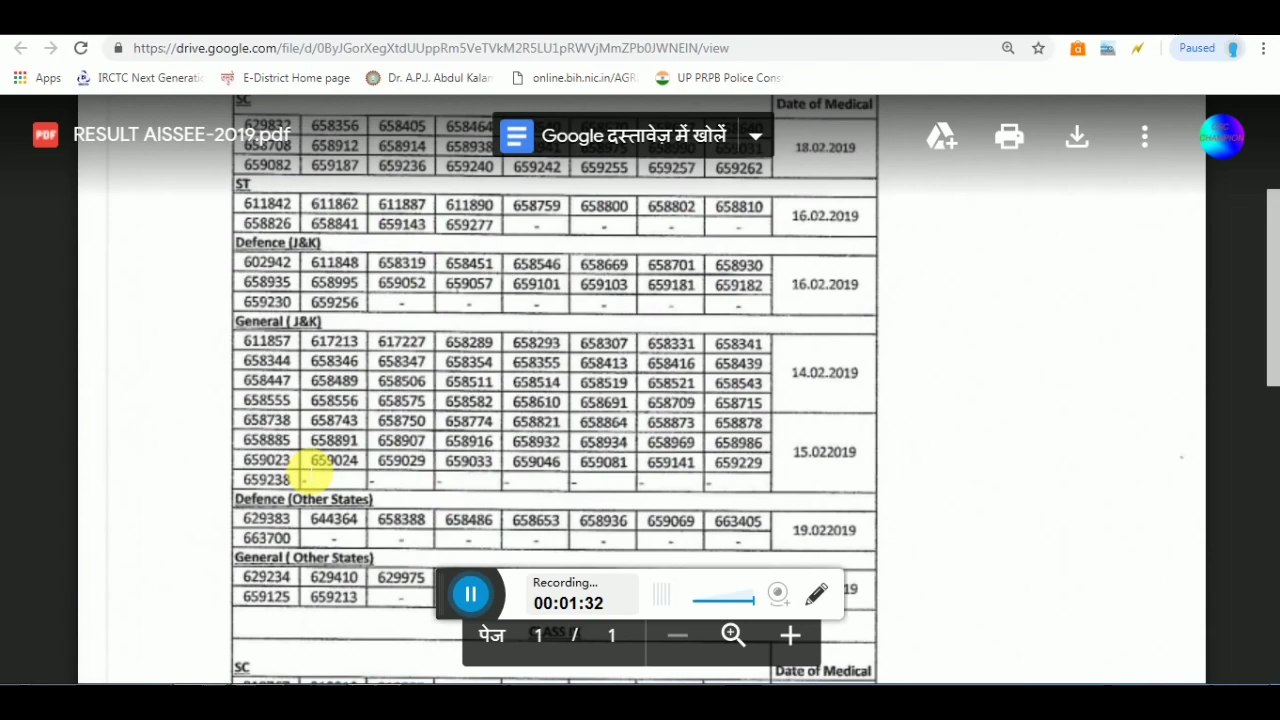 https://drive.google.com/file/d/0ByJGorXegXtdUUppRm5VeTVkM2R5LU1pRWVjMmZPb0JWNElN/view
Paused
Apps IRCTC Next Generati E-District Home page Dr. A.P.J. Abdul Kalam online.bih.nic.in/AGRI UP PRPB Police Cons
SC Date of Medical
PDF RESULT AISSEE-2019.pdf Google दस्तावेज में खोलें
629832 658356 658405 658464
658708 658912 658914 658938 18.02.2019
659082 659187 659236 659240 659242 659255 659257 659262
ST
611842 611862 611887 611890 658759 658800 658802 658810 16.02.2019
658826 658841 659143 659277 - - - -
Defence (J&K)
602942 611848 658319 658451 658546 658669 658701 658930
658935 658995 659052 659057 659101 659103 659181 659182 16.02.2019
659230 659256 - - - - - -
General ( J&K)
611857 617213 617227 658289 658293 658307 658331 658341
658344 658346 658347 658354 658355 658413 658416 658439 14.02.2019
658447 658489 658506 658511 658514 658519 658521 658543
658555 658556 658575 658582 658610 658691 658709 658715
658738 658743 658750 658774 658821 658864 658873 658878
658885 658891 658907 658916 658932 658934 658969 658986 15.022019
659023 659024 659029 659033 659046 659081 659141 659229
659238 - - - - - - -
Defence (Other States)
629383 644364 658388 658486 658653 658936 659069 663405 19.022019
663700 - - - - - - -
General ( Other States)
629234 629410 629975
659125 659213 - 19
Recording...
00:01:32
पेज 1 / 1
SC Date of Medical